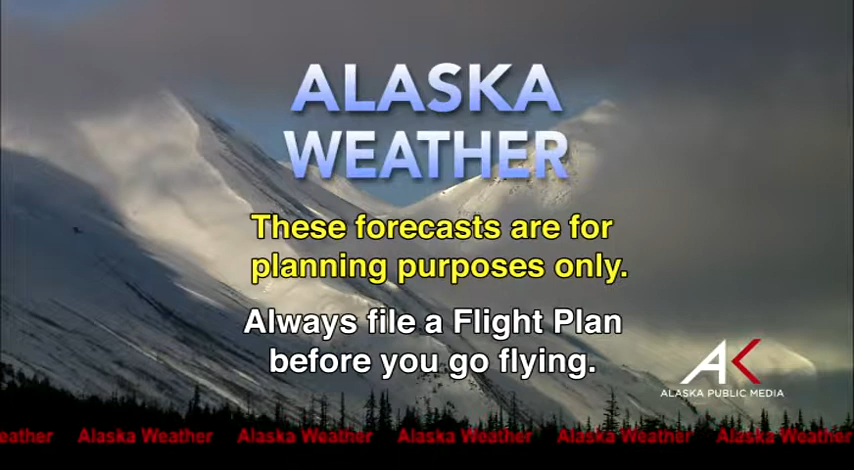 ALASKA
WEATHER
These forecasts are for
planning purposes only.
Always file a Flight Plan
before you go flying.
AK
ALASKA PUBLIC MEDIA
eather Alaska Weather Alaska Weather Alaska Weather Alaska Weather Alaska Weather